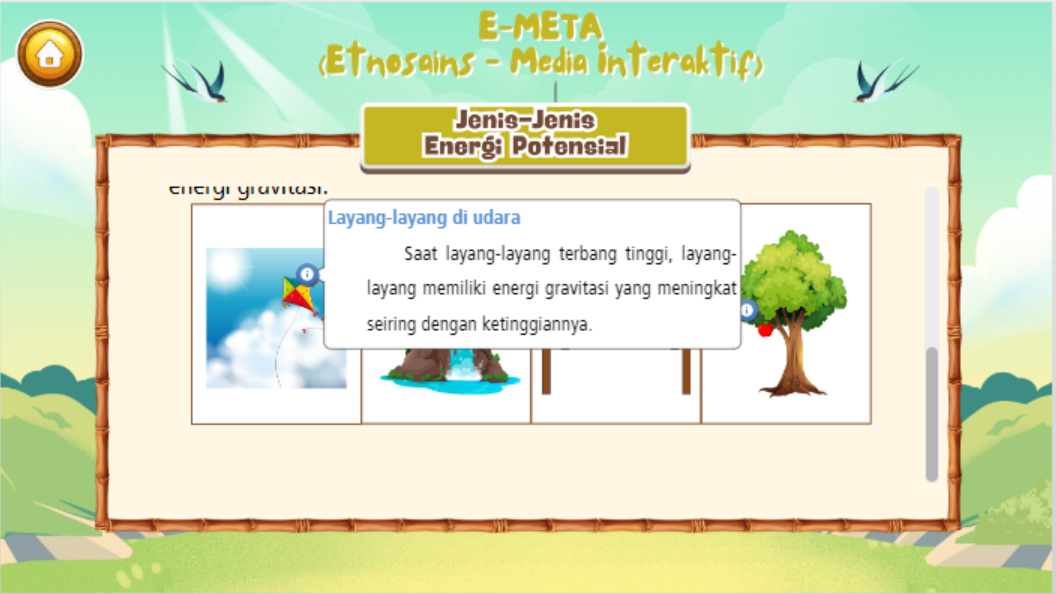 E-META
(Etnosains - Media interaktif)
Jenis-Jenis
Energi Potensial
energi gravitasi.
Layang-layang di udara
Saat layang-layang terbang tinggi, layang-
layang memiliki energi gravitasi yang meningkat
seiring dengan ketinggiannya.